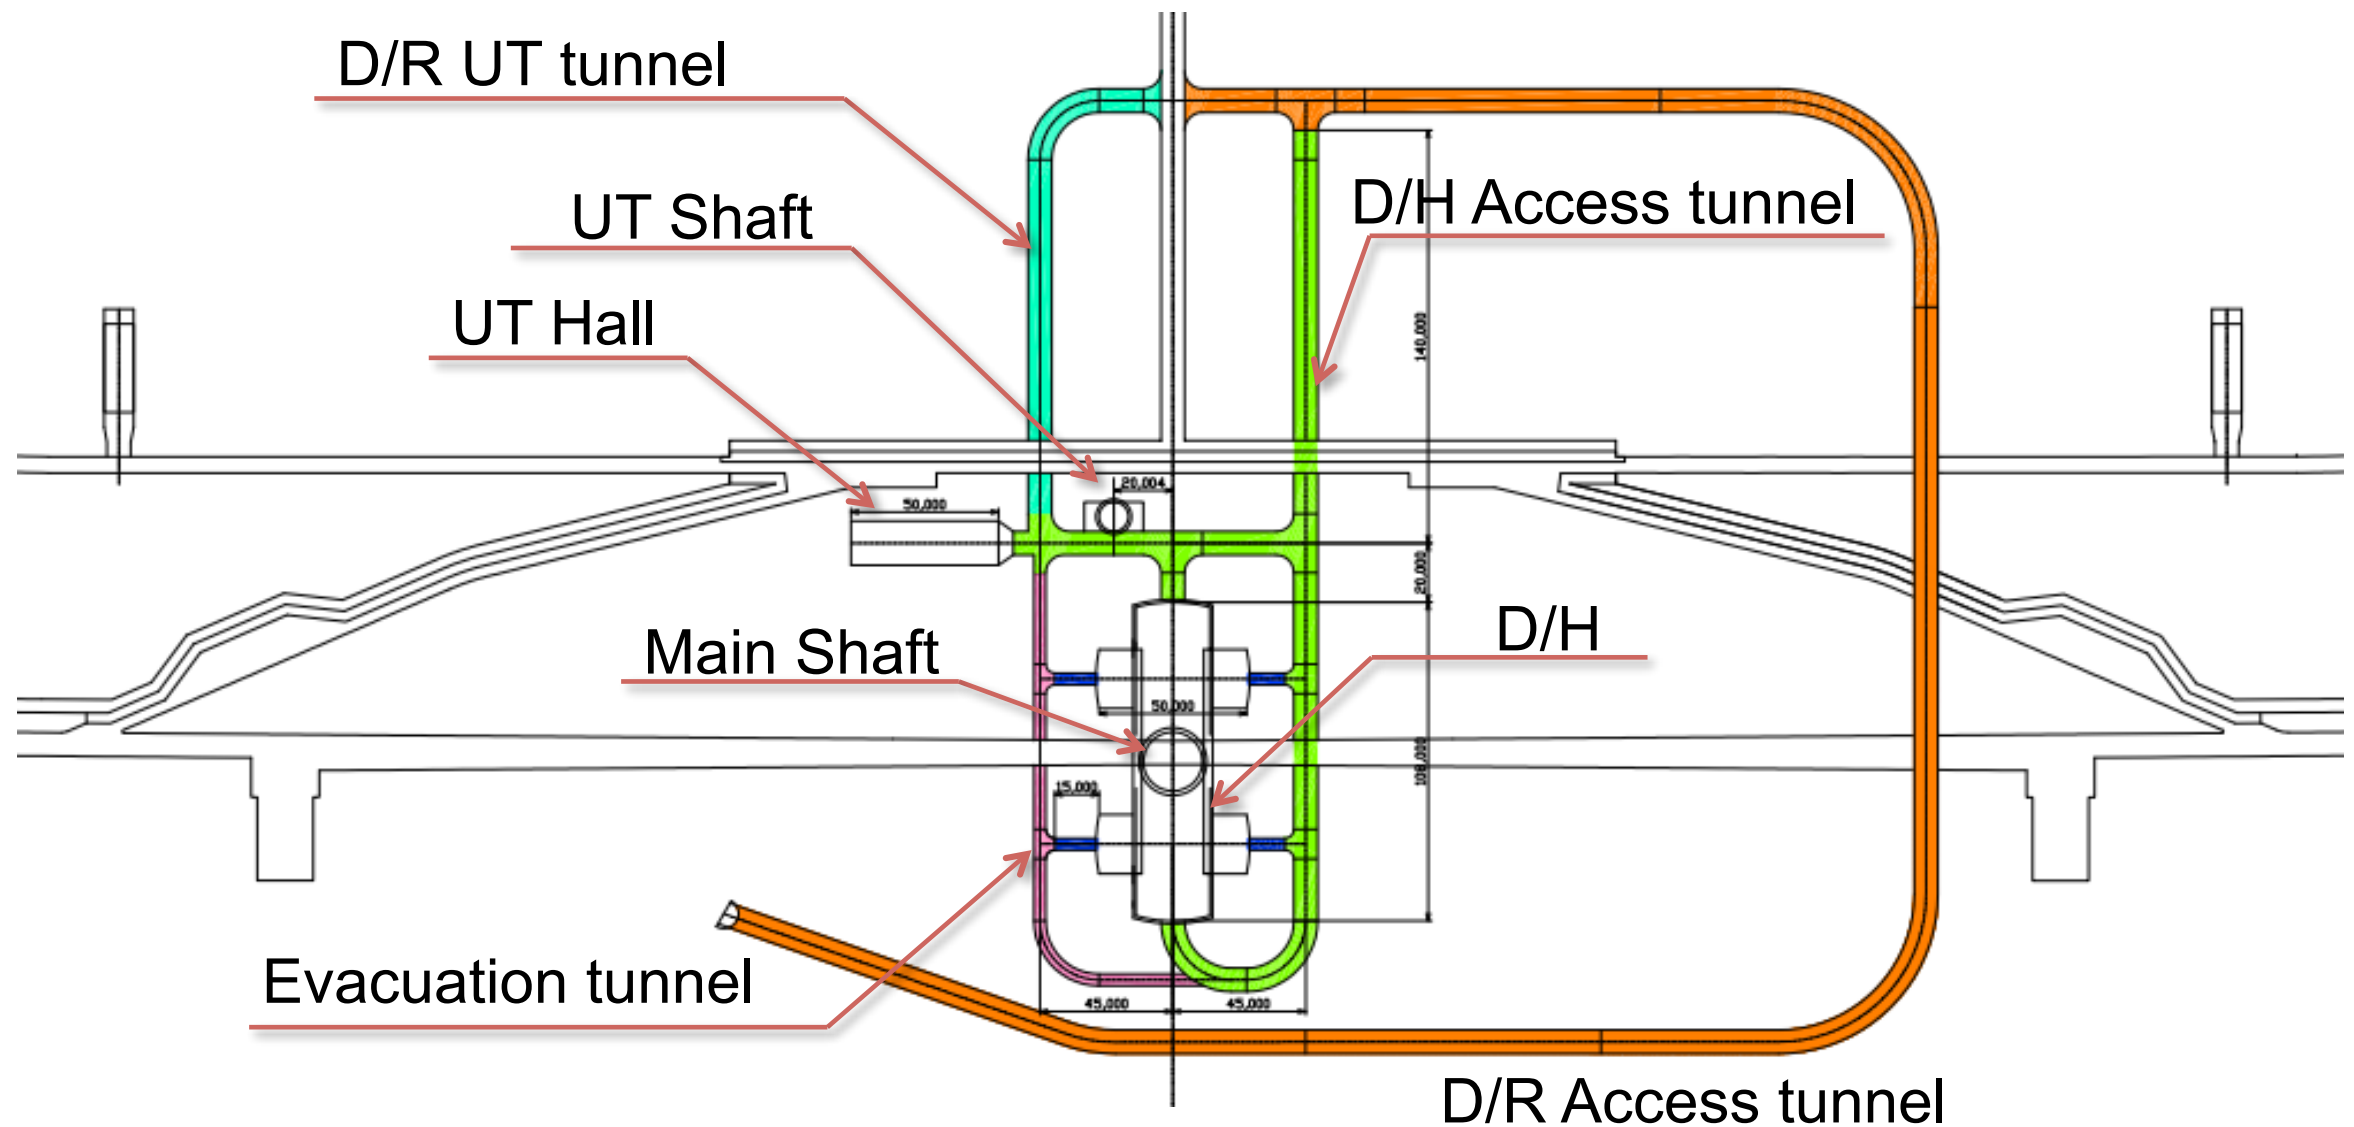 D/R UT tunnel
UT Shaft
D/H Access tunnel
UT Hall
140,000
20,004
50,000
20,000
Main Shaft
D/H
50,000
108,000
15,000
Evacuation tunnel
45,000
45,000
D/R Access tunnel